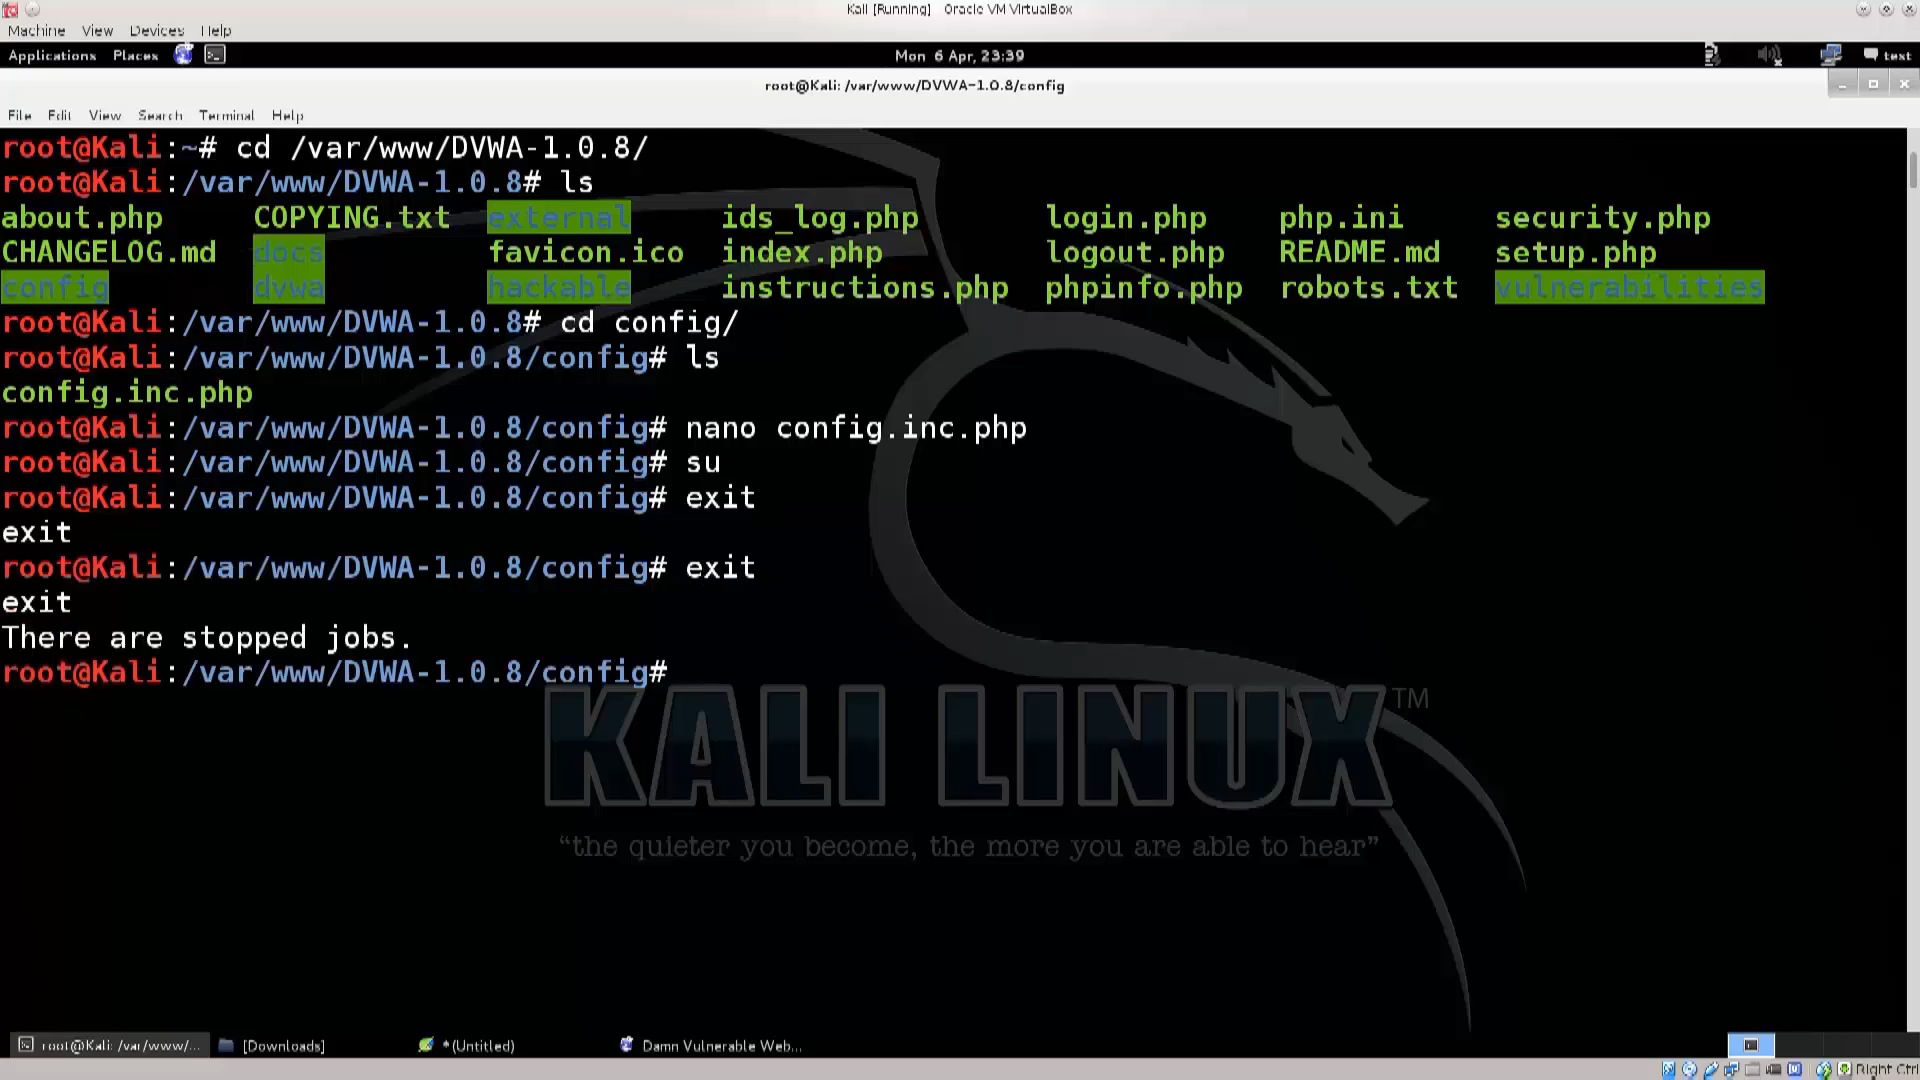 Kali [Running] Oracle VM VirtualBox
Machine View Devices Help
Applications Places Mon 6 Apr, 23:39 text
root@Kali: /var/www/DVWA-1.0.8/config
File Edit View Search Terminal Help
root@Kali:~# cd /var/www/DVWA-1.0.8/
root@Kali:/var/www/DVWA-1.0.8# ls
about.php COPYING.txt external ids_log.php login.php php.ini security.php
CHANGELOG.md docs favicon.ico index.php logout.php README.md setup.php
config dvwa hackable instructions.php phpinfo.php robots.txt vulnerabilities
root@Kali:/var/www/DVWA-1.0.8# cd config/
root@Kali:/var/www/DVWA-1.0.8/config# ls
config.inc.php
root@Kali:/var/www/DVWA-1.0.8/config# nano config.inc.php
root@Kali:/var/www/DVWA-1.0.8/config# su
root@Kali:/var/www/DVWA-1.0.8/config# exit
exit
root@Kali:/var/www/DVWA-1.0.8/config# exit
exit
There are stopped jobs.
root@Kali:/var/www/DVWA-1.0.8/config#
KALI LINUX™
“the quieter you become, the more you are able to hear”
root@Kali: /var/www/... [Downloads] *(Untitled) Damn Vulnerable Web...
Right Ctrl